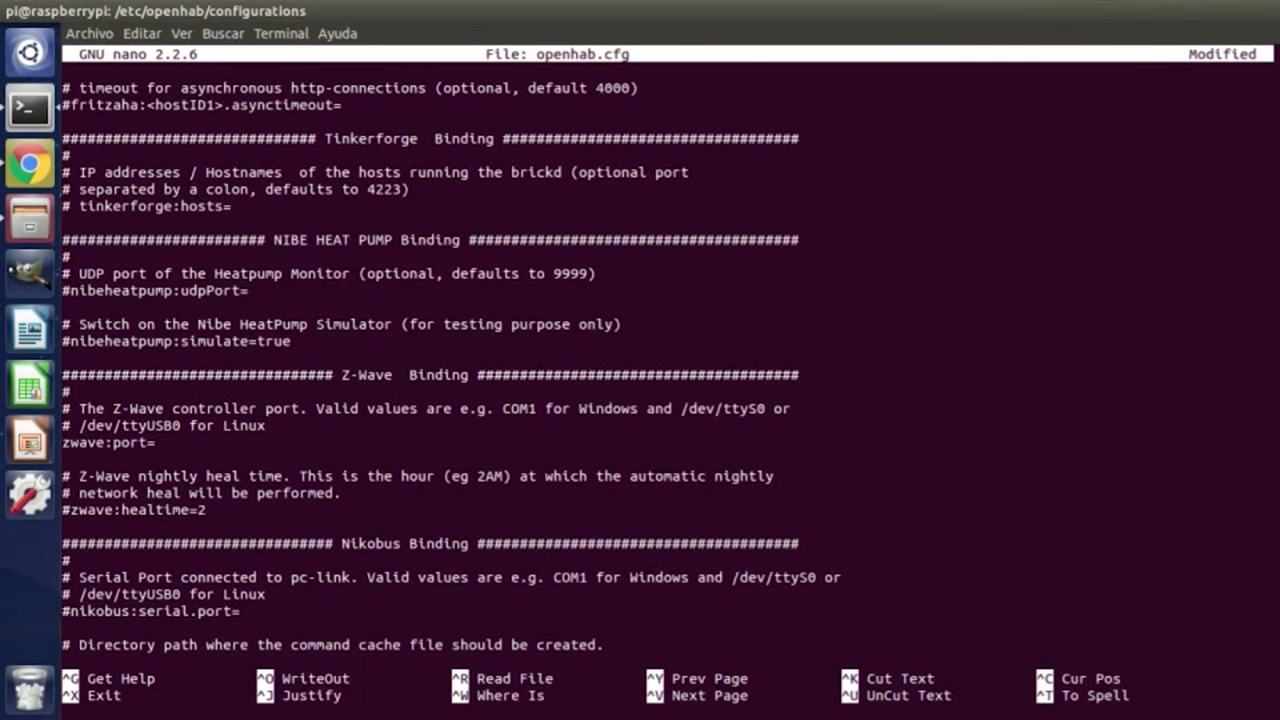 pi@raspberrypi: /etc/openhab/configurations
Archivo Editar Ver Buscar Terminal Ayuda
GNU nano 2.2.6 File: openhab.cfg Modified
# timeout for asynchronous http-connections (optional, default 4000)
#fritzaha:<hostID1>.asynctimeout=
############################## Tinkerforge  Binding ###################################
#
# IP addresses / Hostnames  of the hosts running the brickd (optional port
# separated by a colon, defaults to 4223)
# tinkerforge:hosts=
######################## NIBE HEAT PUMP Binding #######################################
#
# UDP port of the Heatpump Monitor (optional, defaults to 9999)
#nibeheatpump:udpPort=
# Switch on the Nibe HeatPump Simulator (for testing purpose only)
#nibeheatpump:simulate=true
################################ Z-Wave  Binding ######################################
#
# The Z-Wave controller port. Valid values are e.g. COM1 for Windows and /dev/ttyS0 or
# /dev/ttyUSB0 for Linux
zwave:port=
# Z-Wave nightly heal time. This is the hour (eg 2AM) at which the automatic nightly
# network heal will be performed.
#zwave:healtime=2
################################ Nikobus Binding ######################################
#
# Serial Port connected to pc-link. Valid values are e.g. COM1 for Windows and /dev/ttyS0 or
# /dev/ttyUSB0 for Linux
#nikobus:serial.port=
# Directory path where the command cache file should be created.
^G Get Help ^O WriteOut ^R Read File ^Y Prev Page ^K Cut Text ^C Cur Pos
^X Exit ^J Justify ^W Where Is ^V Next Page ^U UnCut Text ^T To Spell